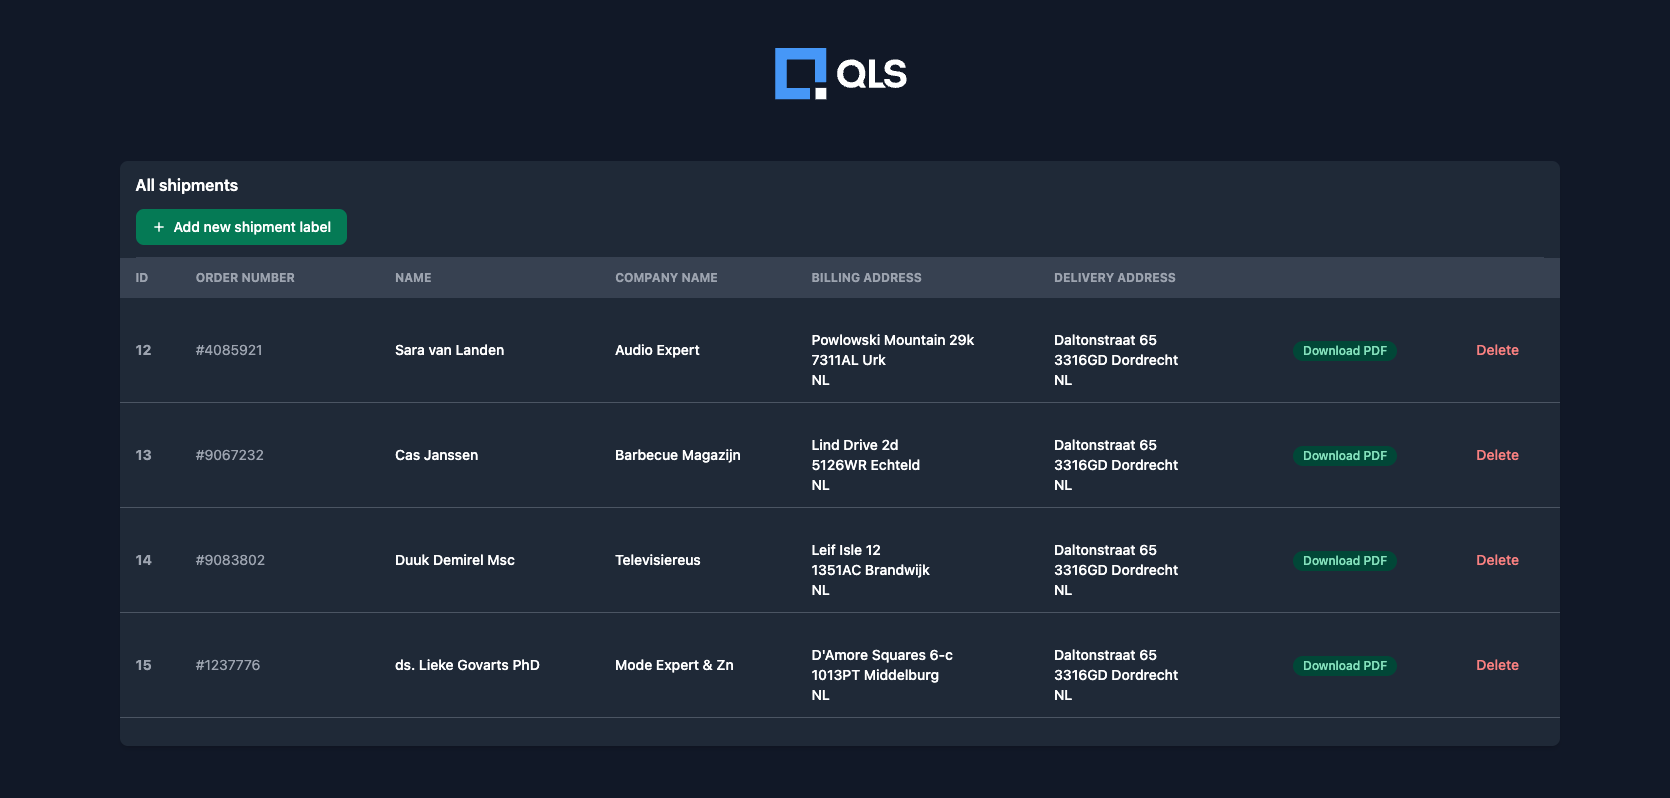 QLS
All shipments
+ Add new shipment label
ID ORDER NUMBER NAME COMPANY NAME BILLING ADDRESS DELIVERY ADDRESS
12 #4085921 Sara van Landen Audio Expert Powlowski Mountain 29k Daltonstraat 65 Download PDF Delete
7311AL Urk 3316GD Dordrecht
NL NL
13 #9067232 Cas Janssen Barbecue Magazijn Lind Drive 2d Daltonstraat 65 Download PDF Delete
5126WR Echteld 3316GD Dordrecht
NL NL
14 #9083802 Duuk Demirel Msc Televisiereus Leif Isle 12 Daltonstraat 65 Download PDF Delete
1351AC Brandwijk 3316GD Dordrecht
NL NL
15 #1237776 ds. Lieke Govarts PhD Mode Expert & Zn D'Amore Squares 6-c Daltonstraat 65 Download PDF Delete
1013PT Middelburg 3316GD Dordrecht
NL NL